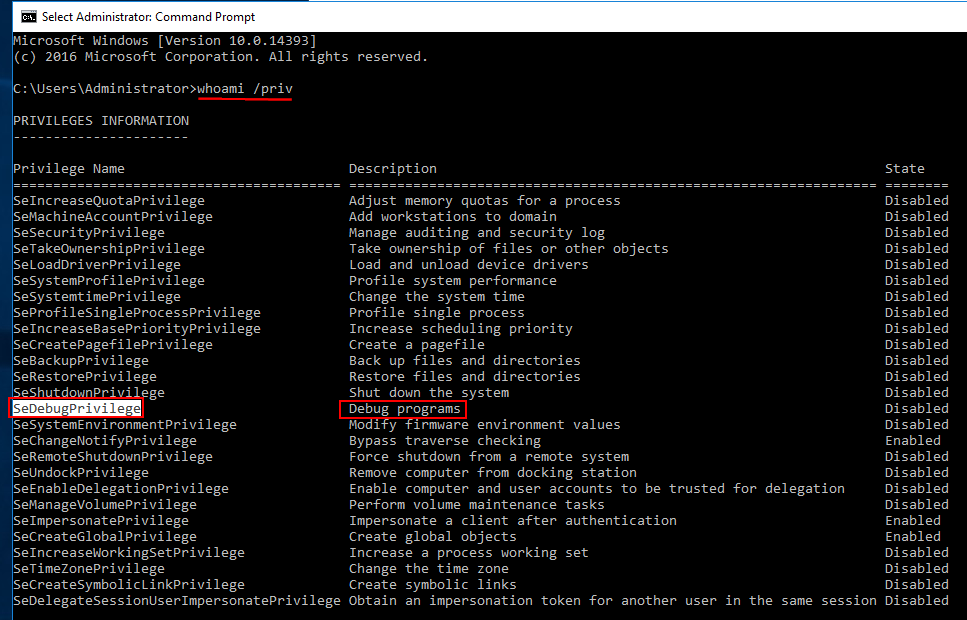 Select Administrator: Command Prompt
Microsoft Windows [Version 10.0.14393]
(c) 2016 Microsoft Corporation. All rights reserved.
C:\Users\Administrator>whoami /priv
PRIVILEGES INFORMATION
----------------------
Privilege Name Description State
========================================= ================================================================== ========
SeIncreaseQuotaPrivilege Adjust memory quotas for a process Disabled
SeMachineAccountPrivilege Add workstations to domain Disabled
SeSecurityPrivilege Manage auditing and security log Disabled
SeTakeOwnershipPrivilege Take ownership of files or other objects Disabled
SeLoadDriverPrivilege Load and unload device drivers Disabled
SeSystemProfilePrivilege Profile system performance Disabled
SeSystemtimePrivilege Change the system time Disabled
SeProfileSingleProcessPrivilege Profile single process Disabled
SeIncreaseBasePriorityPrivilege Increase scheduling priority Disabled
SeCreatePagefilePrivilege Create a pagefile Disabled
SeBackupPrivilege Back up files and directories Disabled
SeRestorePrivilege Restore files and directories Disabled
SeShutdownPrivilege Shut down the system Disabled
SeDebugPrivilege Debug programs Disabled
SeSystemEnvironmentPrivilege Modify firmware environment values Disabled
SeChangeNotifyPrivilege Bypass traverse checking Enabled
SeRemoteShutdownPrivilege Force shutdown from a remote system Disabled
SeUndockPrivilege Remove computer from docking station Disabled
SeEnableDelegationPrivilege Enable computer and user accounts to be trusted for delegation Disabled
SeManageVolumePrivilege Perform volume maintenance tasks Disabled
SeImpersonatePrivilege Impersonate a client after authentication Enabled
SeCreateGlobalPrivilege Create global objects Enabled
SeIncreaseWorkingSetPrivilege Increase a process working set Disabled
SeTimeZonePrivilege Change the time zone Disabled
SeCreateSymbolicLinkPrivilege Create symbolic links Disabled
SeDelegateSessionUserImpersonatePrivilege Obtain an impersonation token for another user in the same session Disabled